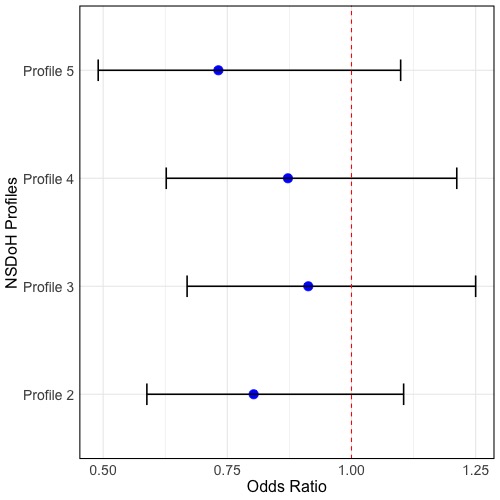 NSDoH Profiles
Profile 5
Profile 4
Profile 3
Profile 2
0.50 0.75 1.00 1.25
Odds Ratio